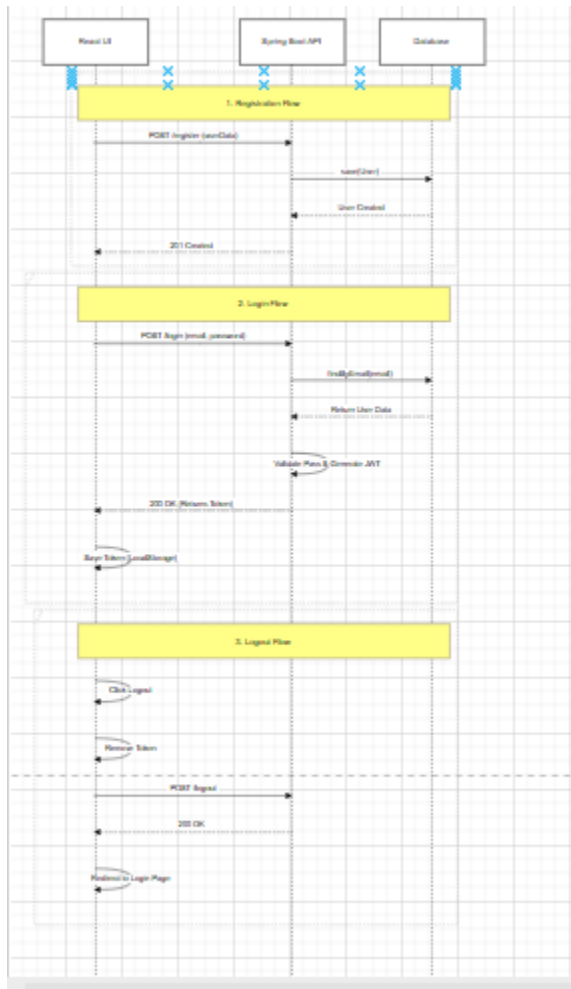 React UI
Spring Boot API
Database
1. Registration Flow
POST /register (userData)
save(User)
User Created
201 Created
2. Login Flow
POST /login (email, password)
findByEmail(email)
Return User Data
Validate Pass & Generate JWT
200 OK (Returns Token)
Save Token (LocalStorage)
3. Logout Flow
Click Logout
Remove Token
POST /logout
200 OK
Redirect to Login Page